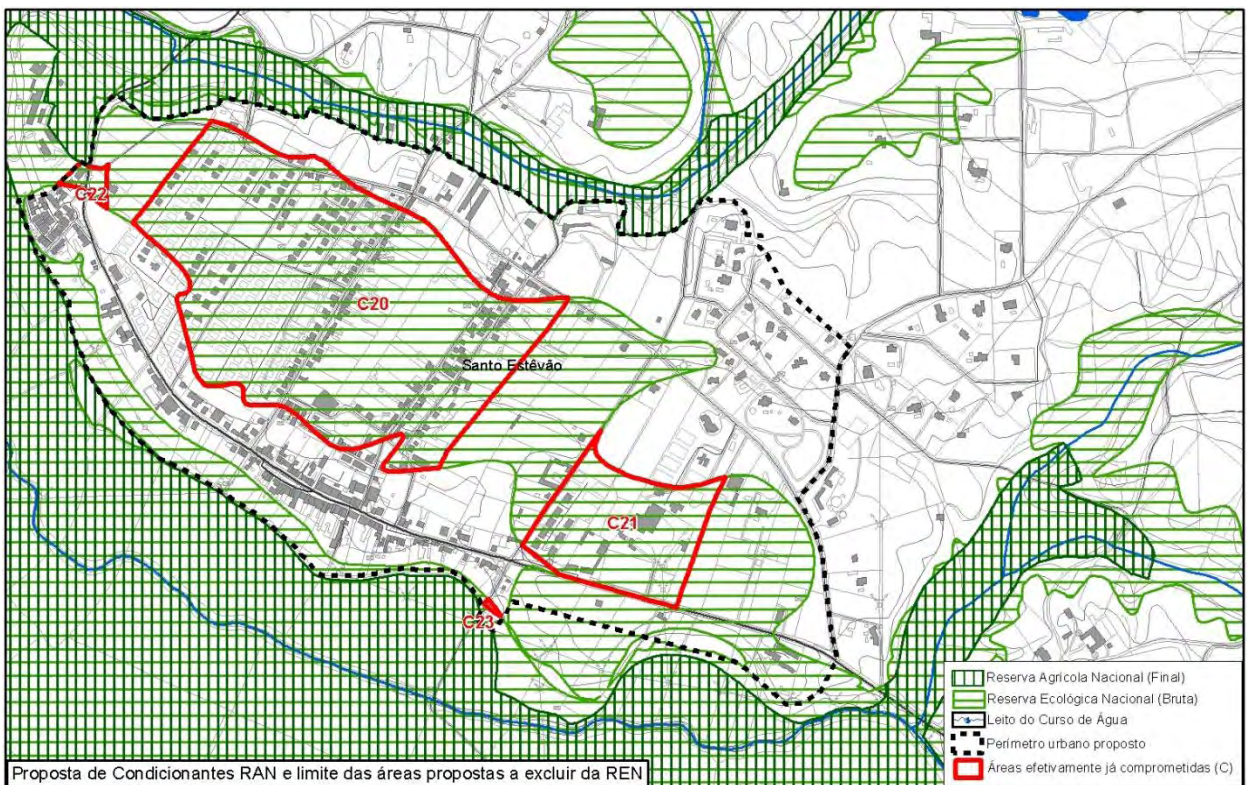 C22
C20
Santo Estêvão
C21
C23
Reserva Agrícola Nacional (Final)
Reserva Ecológica Nacional (Bruta)
Leito do Curso de Água
Perímetro urbano proposto
Áreas efetivamente já comprometidas (C)
Proposta de Condicionantes RAN e limite das áreas propostas a excluir da REN